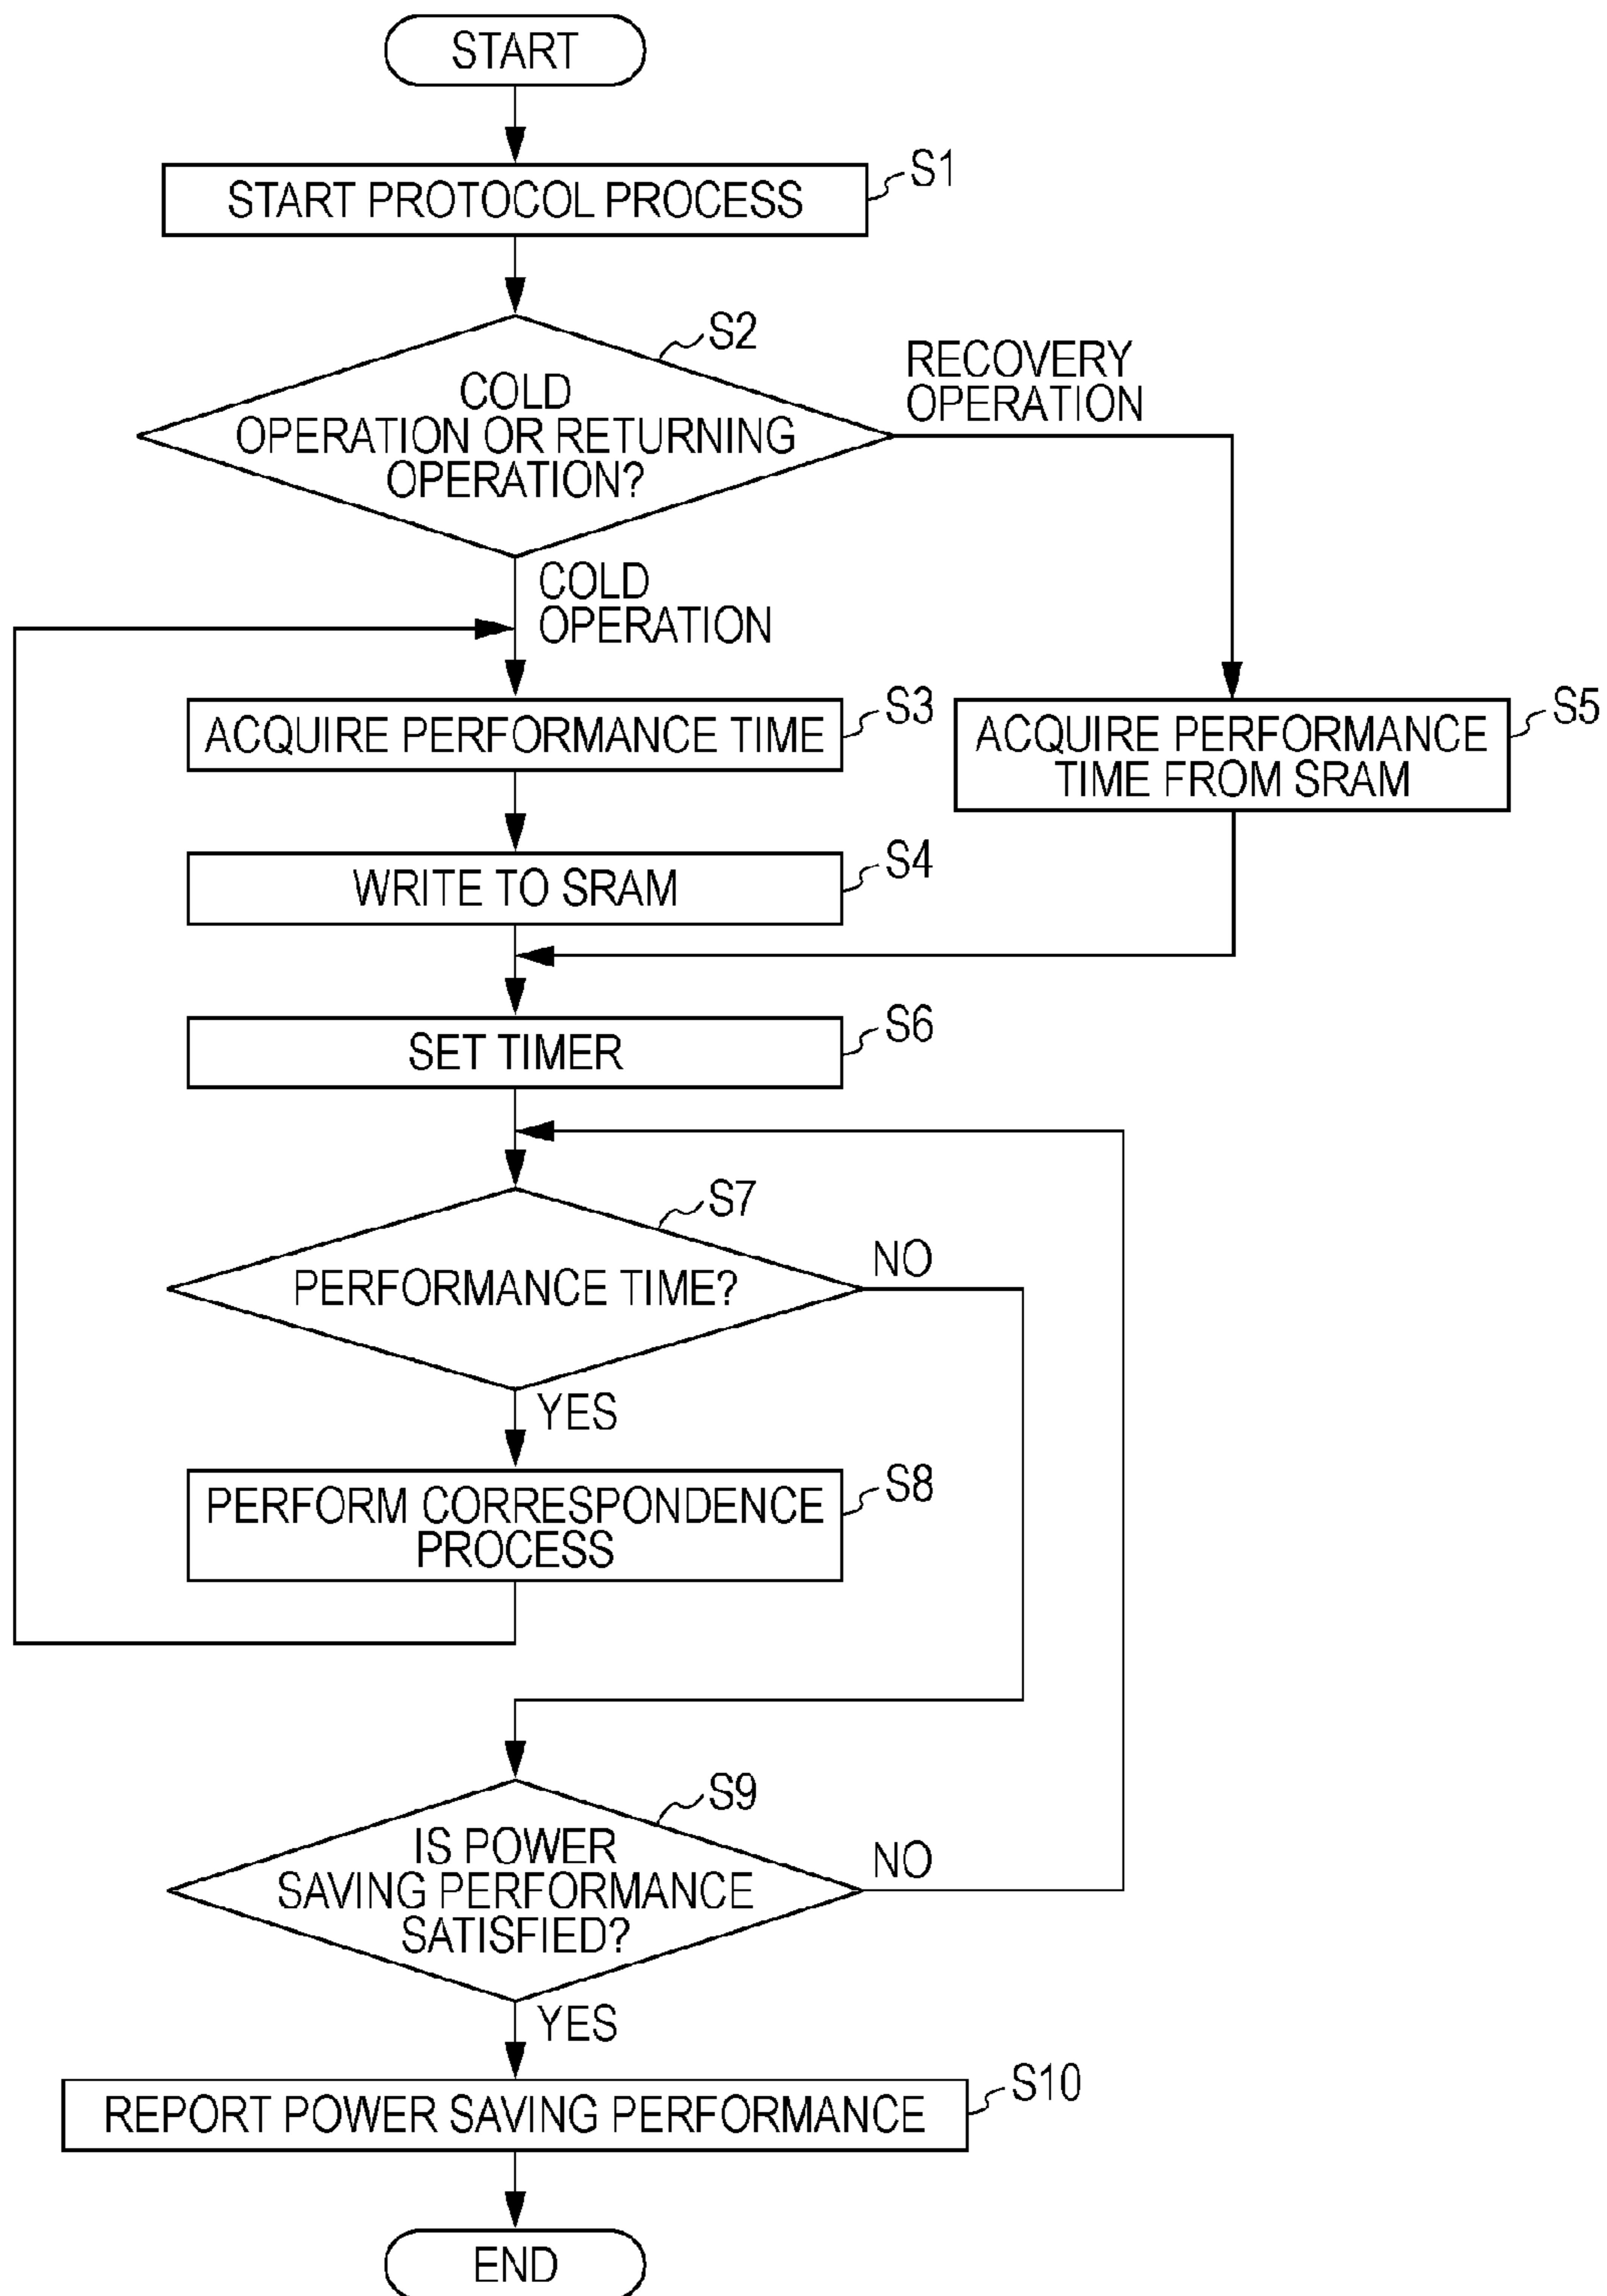 START
START PROTOCOL PROCESS
S1
S2
COLD
OPERATION OR RETURNING
OPERATION?
RECOVERY
OPERATION
COLD
OPERATION
ACQUIRE PERFORMANCE TIME
S3
ACQUIRE PERFORMANCE
TIME FROM SRAM
S5
WRITE TO SRAM
S4
SET TIMER
S6
S7
PERFORMANCE TIME?
NO
YES
PERFORM CORRESPONDENCE
PROCESS
S8
S9
IS POWER
SAVING PERFORMANCE
SATISFIED?
NO
YES
REPORT POWER SAVING PERFORMANCE
S10
END